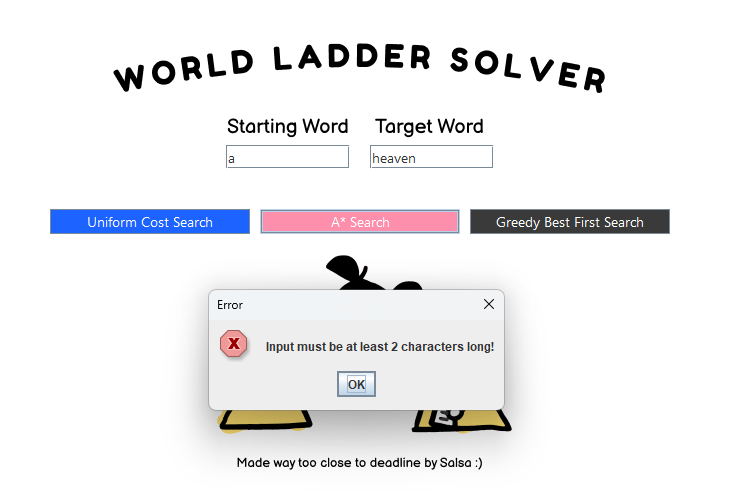 WORLD LADDER SOLVER
Starting Word Target Word
a heaven
Uniform Cost Search A* Search Greedy Best First Search
Error
Input must be at least 2 characters long!
OK
Made way too close to deadline by Salsa :)